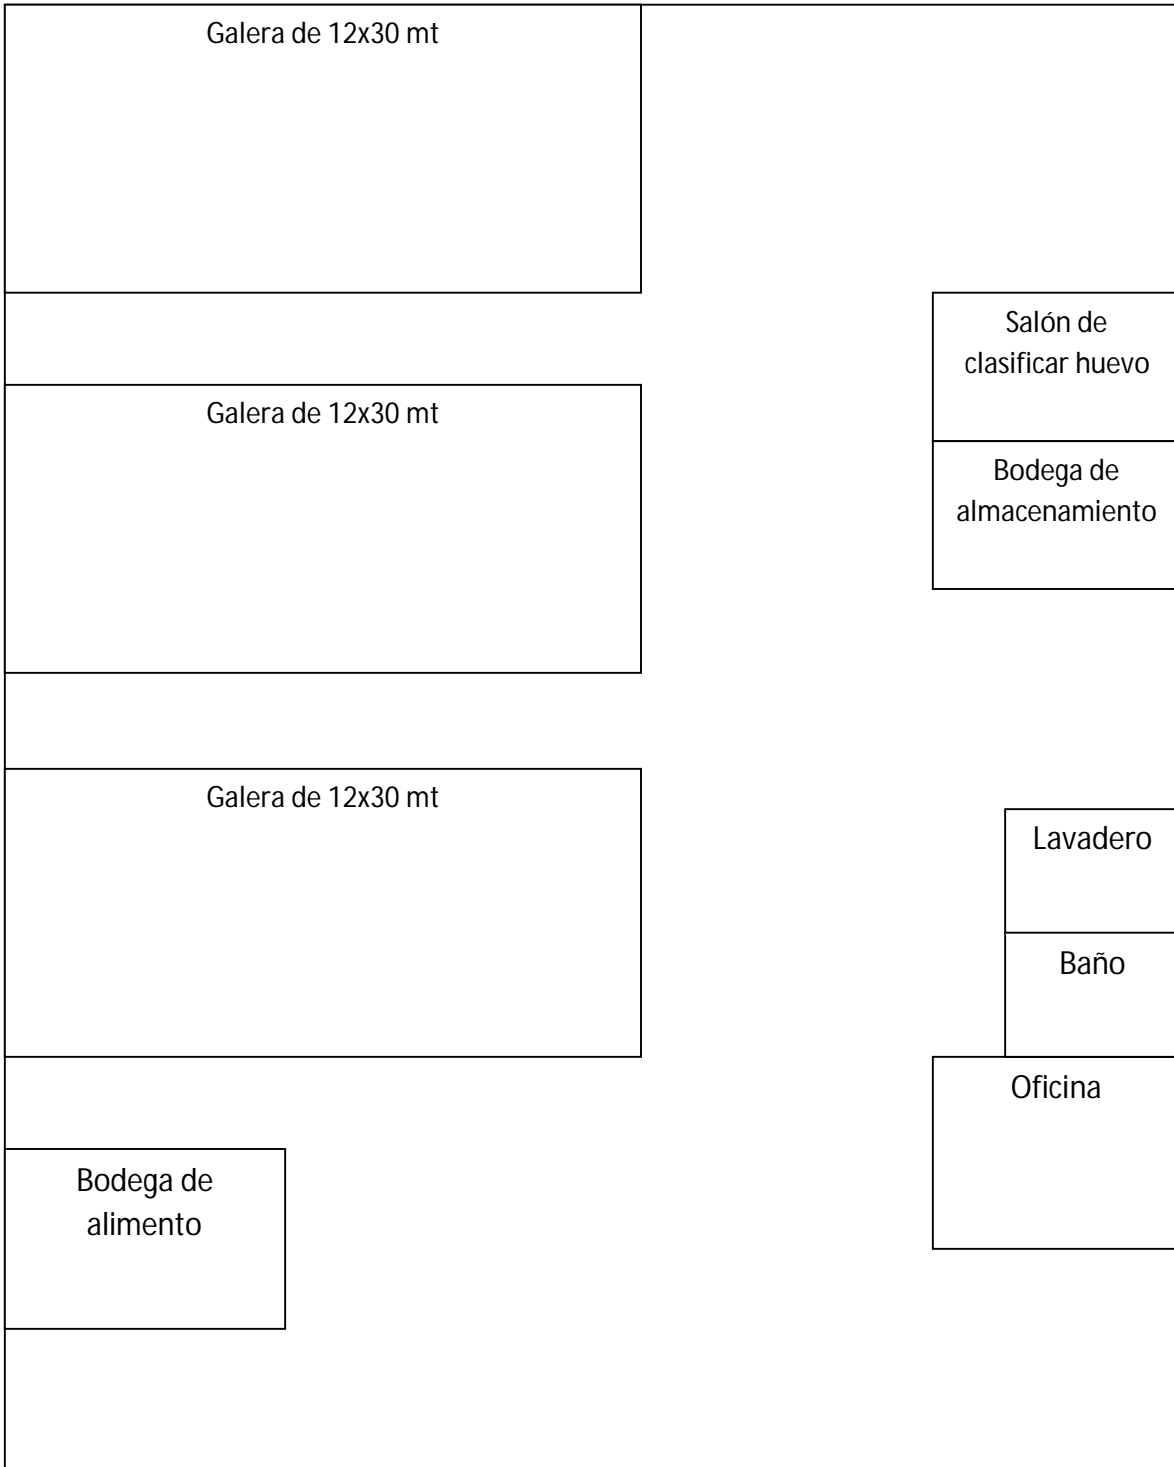 Galera de 12x30 mt
Salón de
clasificar huevo
Galera de 12x30 mt
Bodega de
almacenamiento
Galera de 12x30 mt
Lavadero
Baño
Oficina
Bodega de
alimento